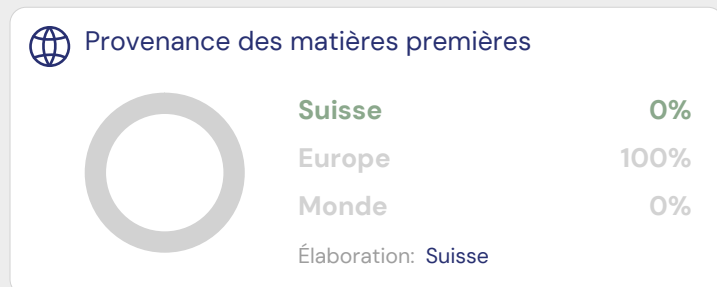 Provenance des matières premières
Suisse 0%
Europe 100%
Monde 0%
Élaboration: Suisse